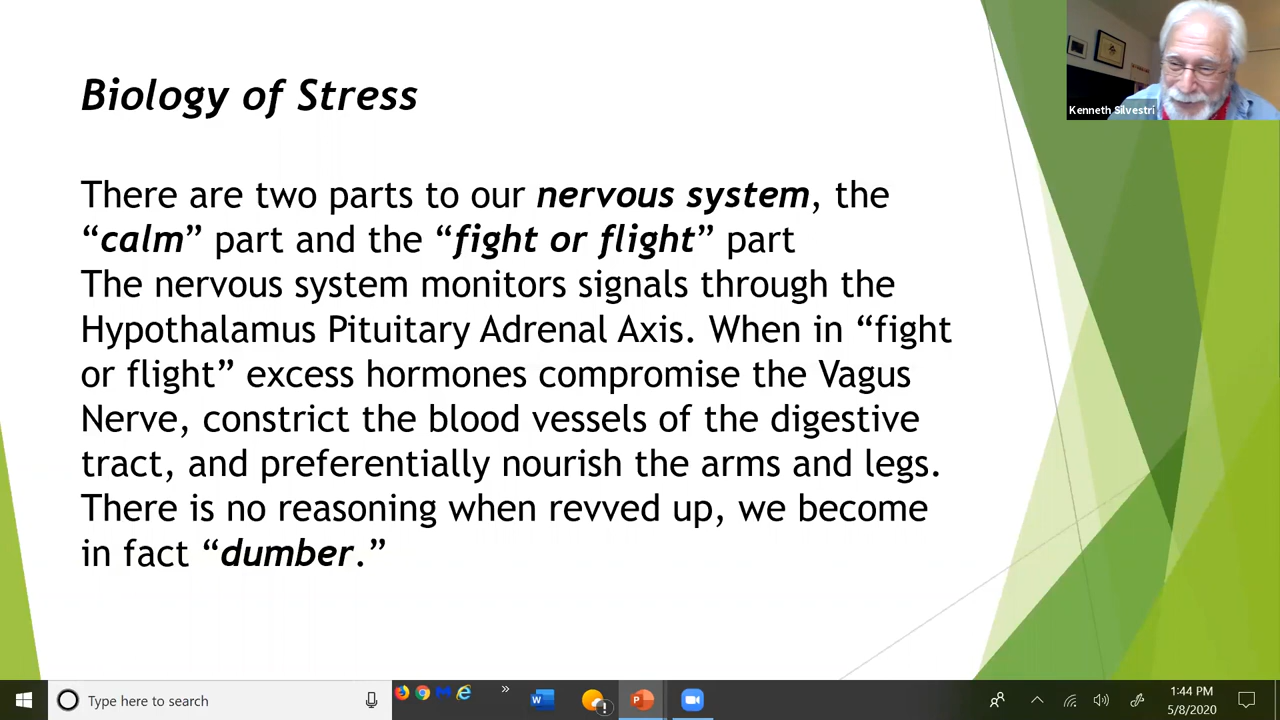 Biology of Stress
There are two parts to our nervous system, the
“calm” part and the “fight or flight” part
The nervous system monitors signals through the
Hypothalamus Pituitary Adrenal Axis. When in “fight
or flight” excess hormones compromise the Vagus
Nerve, constrict the blood vessels of the digestive
tract, and preferentially nourish the arms and legs.
There is no reasoning when revved up, we become
in fact “dumber.”
Kenneth Silvestri
Type here to search
1:44 PM
5/8/2020